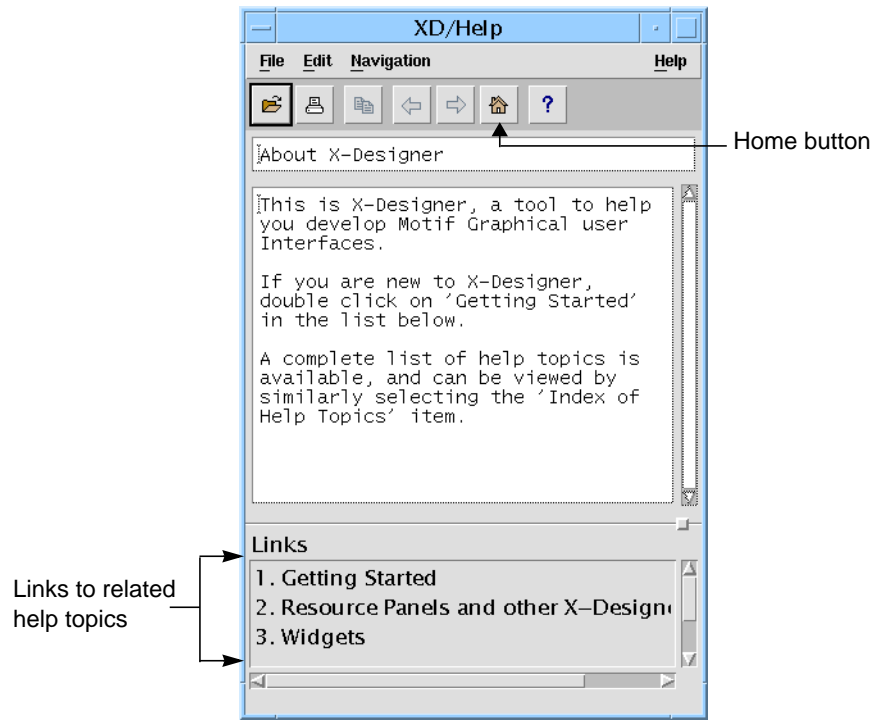 XD/Help
File Edit Navigation Help
?
Home button
About X-Designer
This is X-Designer, a tool to help
you develop Motif Graphical user
Interfaces.
If you are new to X-Designer,
double click on ′Getting Started′
in the list below.
A complete list of help topics is
available, and can be viewed by
similarly selecting the ′Index of
Help Topics′ item.
Links
1. Getting Started
2. Resource Panels and other X–Design
3. Widgets
Links to related
help topics